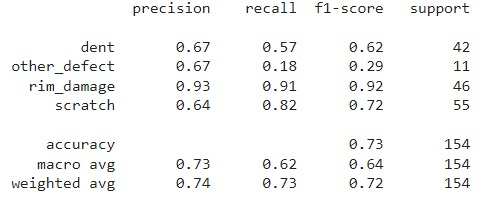 precision recall f1-score support
dent 0.67 0.57 0.62 42
other_defect 0.67 0.18 0.29 11
rim_damage 0.93 0.91 0.92 46
scratch 0.64 0.82 0.72 55
accuracy 0.73 154
macro avg 0.73 0.62 0.64 154
weighted avg 0.74 0.73 0.72 154